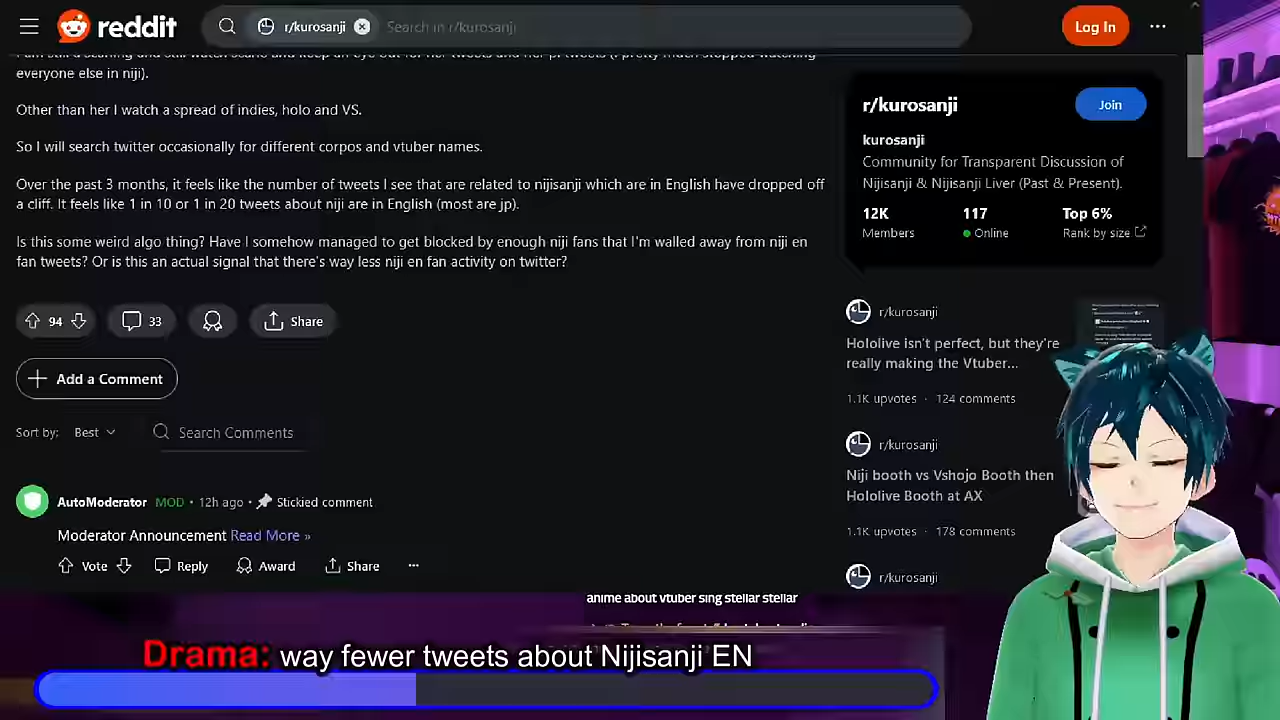 reddit
r/kurosanji
Search in r/kurosanji
Log In
everyone else in niji).
Other than her I watch a spread of indies, holo and VS.
So I will search twitter occasionally for different corpos and vtuber names.
Over the past 3 months, it feels like the number of tweets I see that are related to nijisanji which are in English have dropped off
a cliff. It feels like 1 in 10 or 1 in 20 tweets about niji are in English (most are jp).
Is this some weird algo thing? Have I somehow managed to get blocked by enough niji fans that I'm walled away from niji en
fan tweets? Or is this an actual signal that there's way less niji en fan activity on twitter?
94
33
Share
Add a Comment
Sort by: Best
Search Comments
AutoModerator MOD • 12h ago • Stickied comment
Moderator Announcement Read More »
Vote
Reply
Award
Share
r/kurosanji
Join
kurosanji
Community for Transparent Discussion of
Nijisanji & Nijisanji Liver (Past & Present).
12K
117
Top 6%
Members
Online
Rank by size
r/kurosanji
Hololive isn't perfect, but they're
really making the Vtuber...
1.1K upvotes · 124 comments
r/kurosanji
Niji booth vs Vshojo Booth then
Hololive Booth at AX
1.1K upvotes · 178 comments
r/kurosanji
anime about vtuber sing stellar stellar
Drama: way fewer tweets about Nijisanji EN